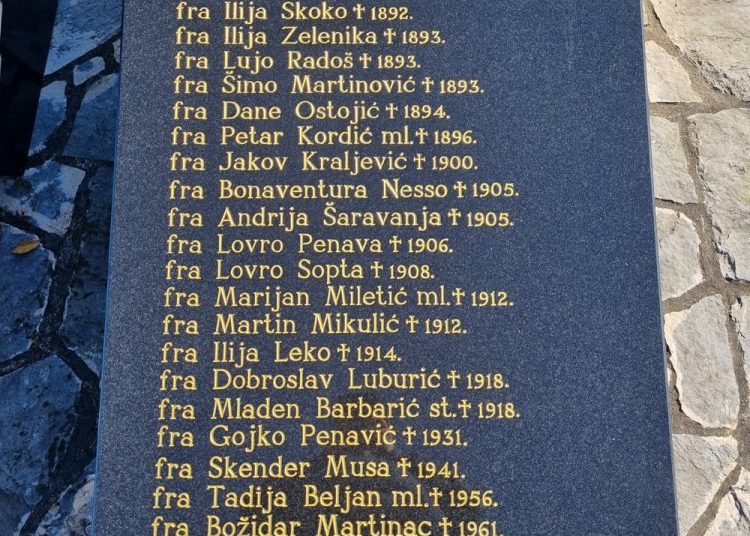 fra Ilija Skoko † 1892.
fra Ilija Zelenika † 1893.
fra Lujo Radoš † 1893.
fra Šimo Martinović † 1893.
fra Dane Ostojić † 1894.
fra Petar Kordić ml.† 1896.
fra Jakov Kraljević † 1900.
fra Bonaventura Nesso † 1905.
fra Andrija Šaravanja † 1905.
fra Lovro Penava † 1906.
fra Lovro Sopta † 1908.
fra Marijan Miletić ml.† 1912.
fra Martin Mikulić † 1912.
fra Ilija Leko † 1914.
fra Dobroslav Luburić † 1918.
fra Mladen Barbarić st.† 1918.
fra Gojko Penavić † 1931.
fra Skender Musa † 1941.
fra Tadija Beljan ml.† 1956.
fra Božidar Martinac † 1961.